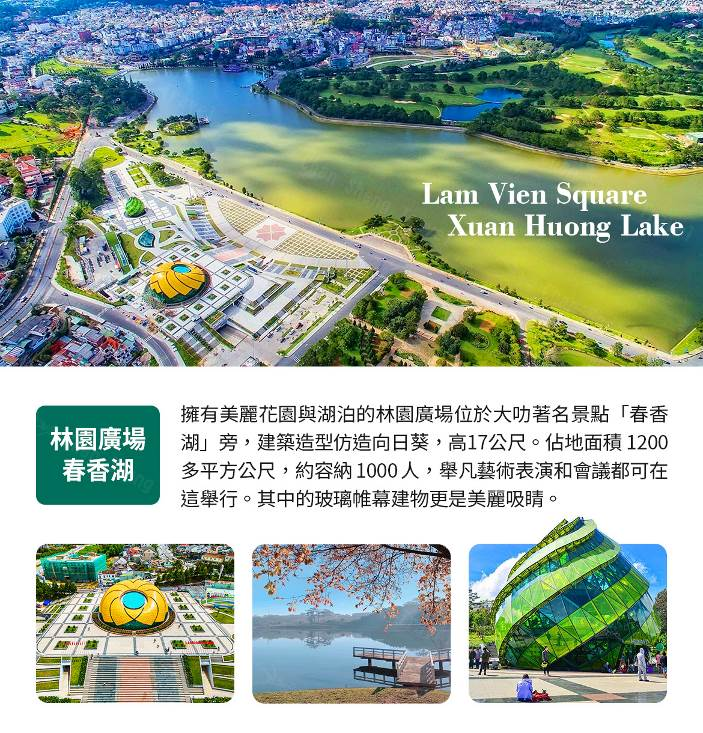 Lam Vien Square
Xuan Huong Lake
林園廣場
春香湖
擁有美麗花園與湖泊的林園廣場位於大叻著名景點「春香
湖」旁，建築造型仿造向日葵，高17公尺。佔地面積 1200
多平方公尺，約容納 1000 人，舉凡藝術表演和會議都可在
這舉行。其中的玻璃帷幕建物更是美麗吸睛。